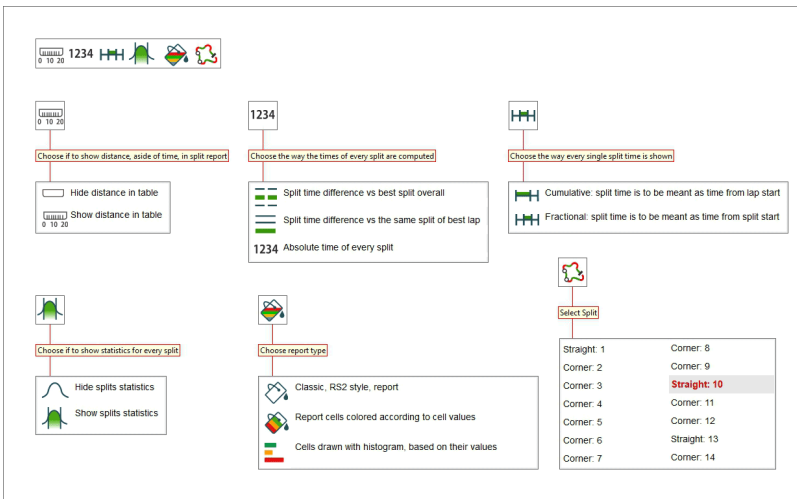 0 10 20 1234
0 10 20
Choose if to show distance, aside of time, in split report
Hide distance in table
Show distance in table
0 10 20
1234
Choose the way the times of every split are computed
Split time difference vs best split overall
Split time difference vs the same split of best lap
1234 Absolute time of every split
Choose the way every single split time is shown
Cumulative: split time is to be meant as time from lap start
Fractional: split time is to be meant as time from split start
Choose if to show statistics for every split
Hide splits statistics
Show splits statistics
Choose report type
Classic, RS2 style, report
Report cells colored according to cell values
Cells drawn with histogram, based on their values
Select Split
Straight: 1
Corner: 2
Corner: 3
Corner: 4
Corner: 5
Corner: 6
Corner: 7
Corner: 8
Corner: 9
Straight: 10
Corner: 11
Corner: 12
Straight: 13
Corner: 14